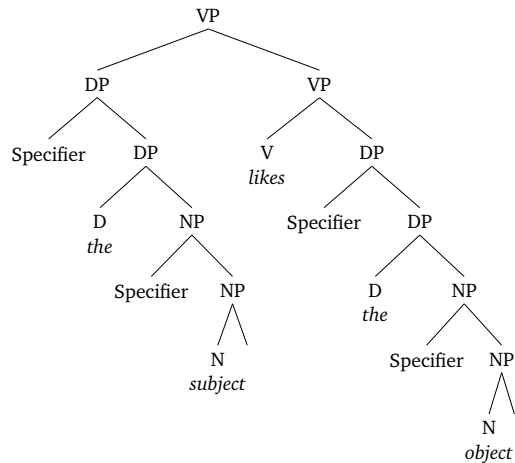 VP
DP VP
Specifier DP V DP
likes
D NP Specifier DP
the
Specifier NP D NP
the
N Specifier NP
subject
N
object